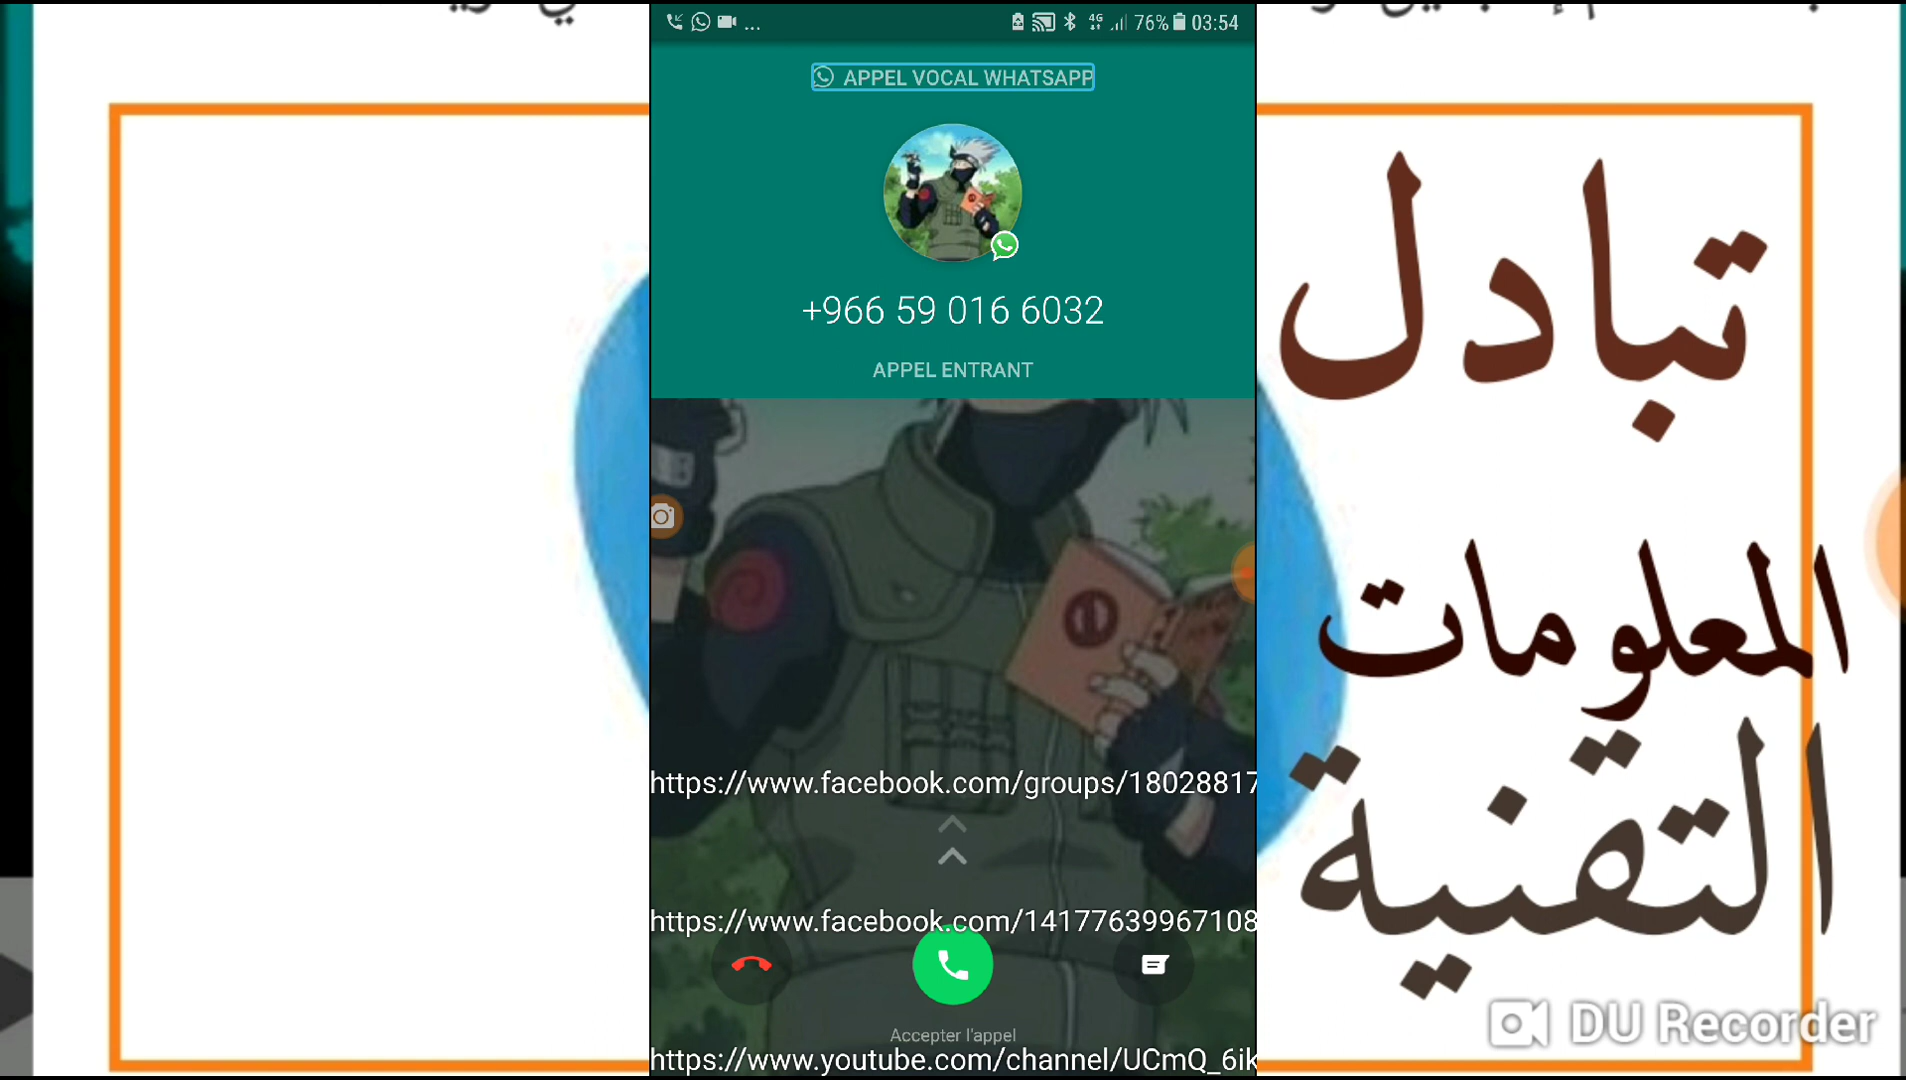 4G 76% 03:54
APPEL VOCAL WHATSAPP
+966 59 016 6032
APPEL ENTRANT
تبادل
المعلومات
التقنية
https://www.facebook.com/groups/18028817
https://www.facebook.com/14177639967108
Accepter l'appel
https://www.youtube.com/channel/UCmQ_6ik
DU Recorder